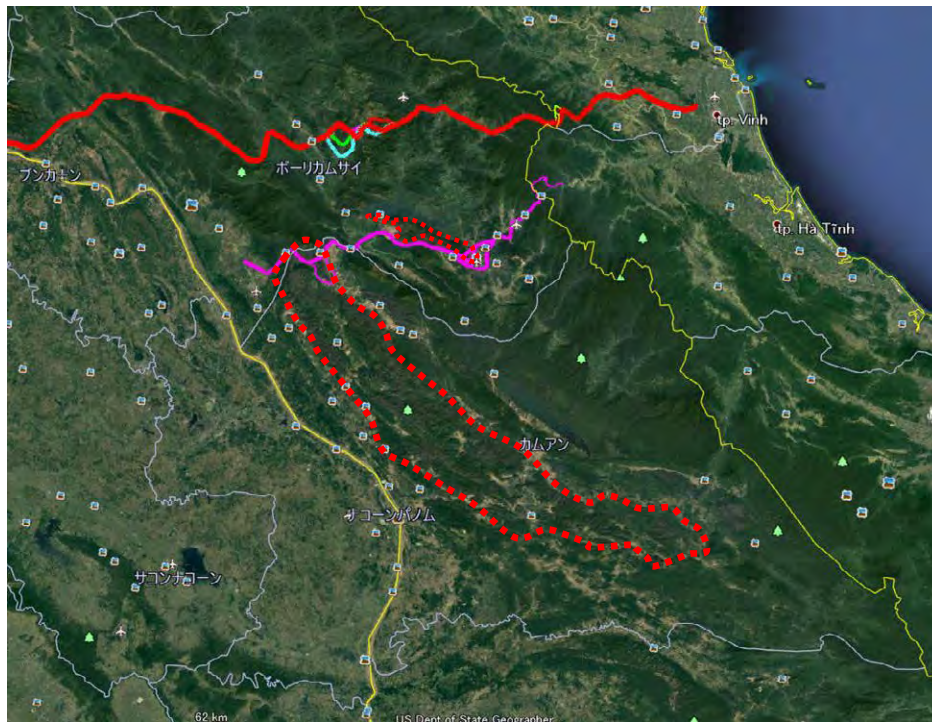 tp. Vinh
ボーリカムサイ
ブンカーン
tp. Hà Tĩnh
カムアン
ナコーンパノム
サコンナコーン
62 km
US Dept of State Geographer